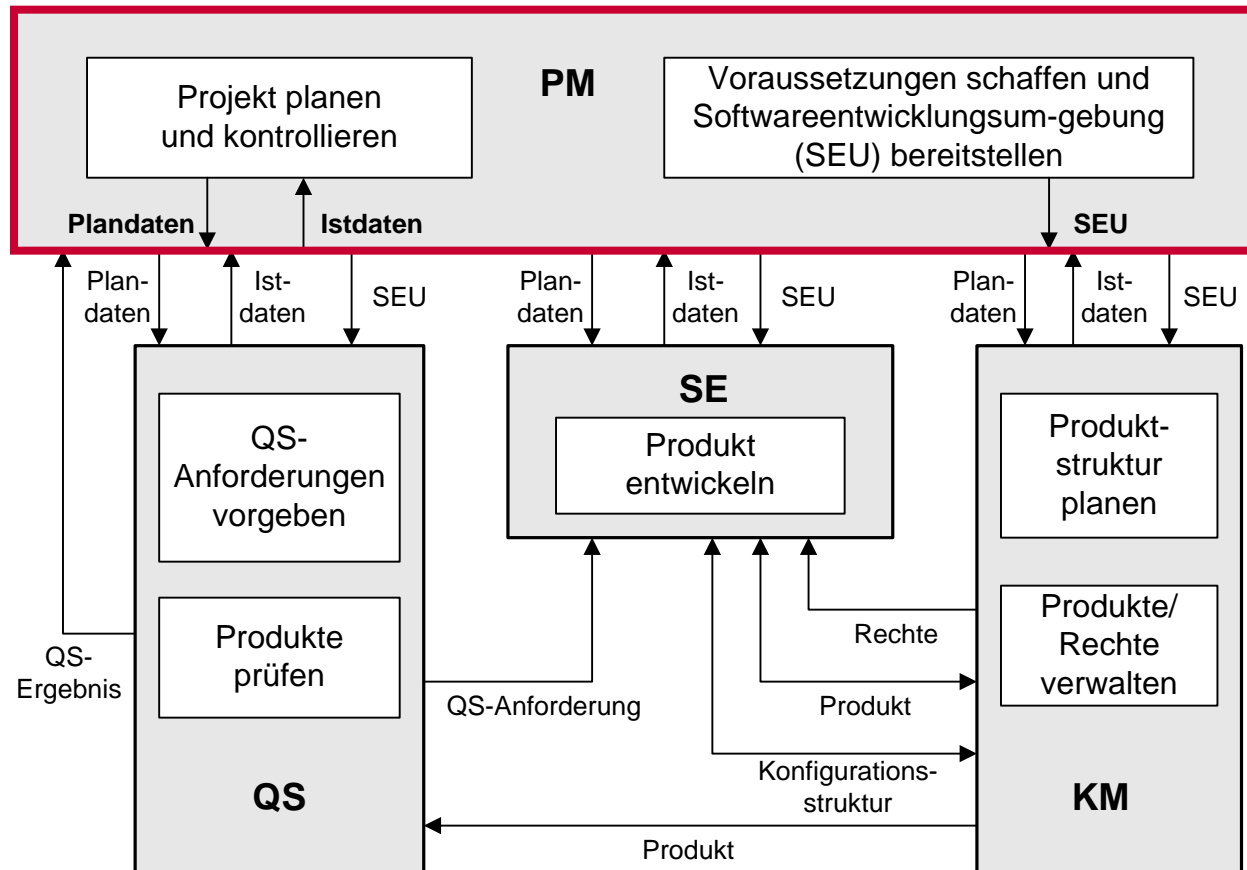 Projekt planen
und kontrollieren
PM
Voraussetzungen schaffen und
Softwareentwicklungsum-gebung
(SEU) bereitstellen
Plandaten
Istdaten
SEU
Plan-
daten
Ist-
daten
SEU
Plan-
daten
Ist-
daten
SEU
Plan-
daten
Ist-
daten
SEU
QS-
Anforderungen
vorgeben
SE
Produkt
entwickeln
Produkt-
struktur
planen
QS-
Ergebnis
Produkte
prüfen
QS-Anforderung
Rechte
Produkt
Produkte/
Rechte
verwalten
Konfigurations-
struktur
QS
KM
Produkt